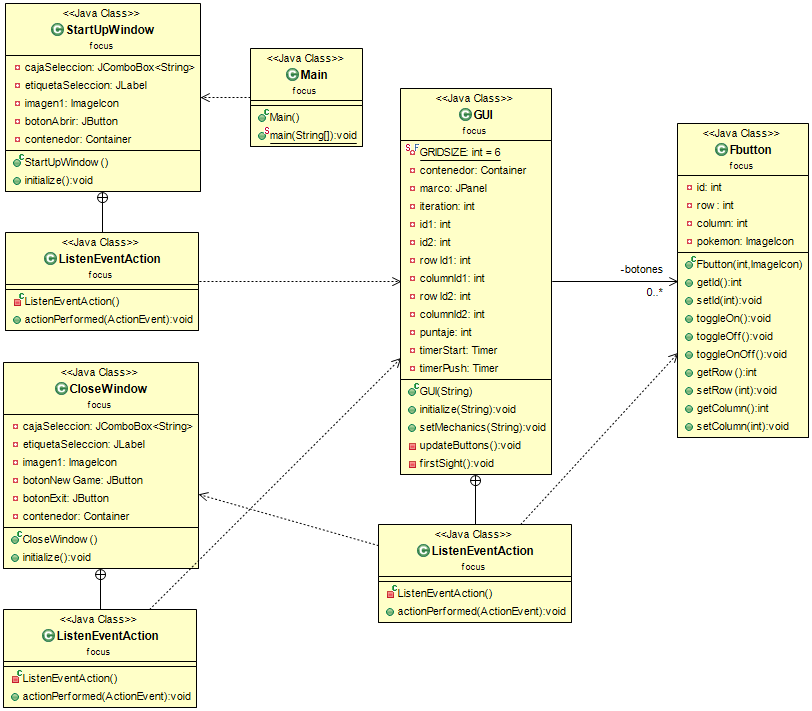 <<Java Class>>
StartUpWindow
focus
cajaSeleccion: JComboBox<String>
etiquetaSeleccion: JLabel
imagen1: ImageIcon
botonAbrir: JButton
contenedor: Container
StartUpWindow()
initialize():void
<<Java Class>>
Main
focus
Main()
main(String[]):void
<<Java Class>>
ListenEventAction
focus
ListenEventAction()
actionPerformed(ActionEvent):void
<<Java Class>>
GUI
focus
GRIDSIZE: int = 6
contenedor: Container
marco: JPanel
iteration: int
id1: int
id2: int
rowId1: int
columnId1: int
rowId2: int
columnId2: int
puntaje: int
timerStart: Timer
timerPush: Timer
GUI(String)
initialize(String):void
setMechanics(String):void
updateButtons():void
firstSight():void
-botones
0..*
<<Java Class>>
Fbutton
focus
id: int
row: int
column: int
pokemon: ImageIcon
Fbutton(int,ImageIcon)
getId():int
setId(int):void
toggleOn():void
toggleOff():void
toggleOnOff():void
getRow():int
setRow(int):void
getColumn():int
setColumn(int):void
<<Java Class>>
CloseWindow
focus
cajaSeleccion: JComboBox<String>
etiquetaSeleccion: JLabel
imagen1: ImageIcon
botonNewGame: JButton
botonExit: JButton
contenedor: Container
CloseWindow()
initialize():void
<<Java Class>>
ListenEventAction
focus
ListenEventAction()
actionPerformed(ActionEvent):void
<<Java Class>>
ListenEventAction
focus
ListenEventAction()
actionPerformed(ActionEvent):void